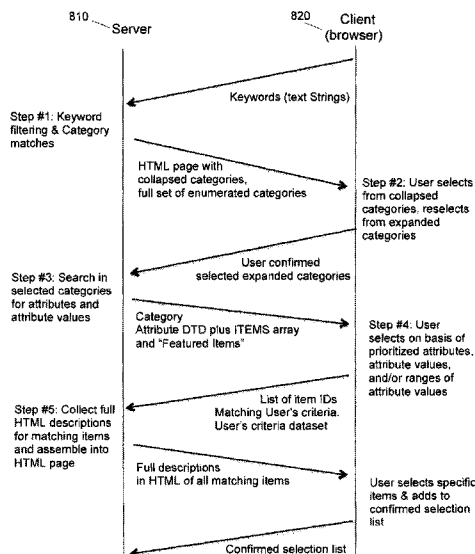 810
Server
820
Client
(browser)
Keywords (text Strings)
Step #1: Keyword
filtering & Category
matches
HTML page with
collapsed categories,
full set of enumerated categories
Step #2: User selects
from collapsed
categories, reselects
from expanded
categories
User confirmed
selected expanded categories
Step #3: Search in
selected categories
for attributes and
attribute values
Category
Attribute DTD plus iTEMS array
and "Featured Items"
Step #4: User
selects on basis of
prioritized attributes,
attribute values,
and/or ranges of
attribute values
List of item IDs
Matching User's criteria.
User's criteria dataset
Step #5: Collect full
HTML descriptions
for matching items
and assemble into
HTML page
Full descriptions
in HTML of all matching items
User selects specific
items & adds to
confirmed selection
list
Confirmed selection list